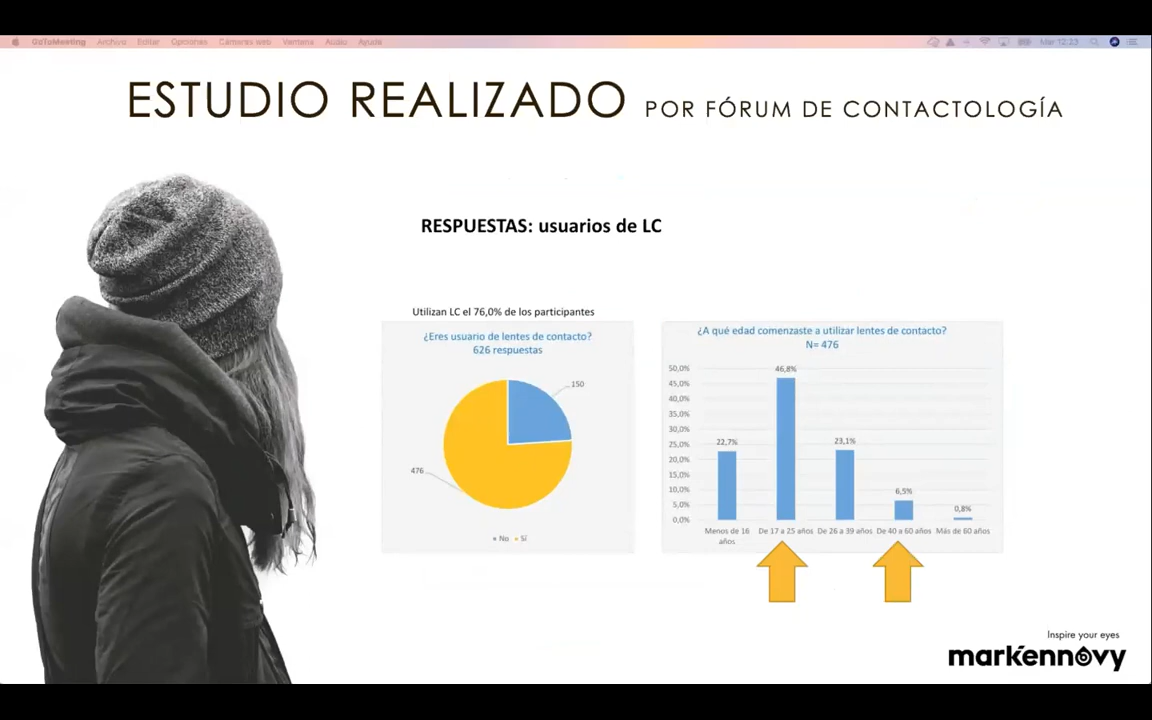 GoToMeeting Archivo Editar Opciones Cámaras web Ventana Audio Ayuda Mar 12:23
ESTUDIO REALIZADO POR FÓRUM DE CONTACTOLOGÍA
RESPUESTAS: usuarios de LC
Utilizan LC el 76,0% de los participantes
¿Eres usuario de lentes de contacto?
626 respuestas
150
476
No Sí
¿A qué edad comenzaste a utilizar lentes de contacto?
N= 476
50,0%
45,0%
40,0%
35,0%
30,0%
25,0%
20,0%
15,0%
10,0%
5,0%
0,0%
22,7%
46,8%
23,1%
6,5%
0,8%
Menos de 16 años
De 17 a 25 años
De 26 a 39 años
De 40 a 60 años
Más de 60 años
Inspire your eyes
markennovy